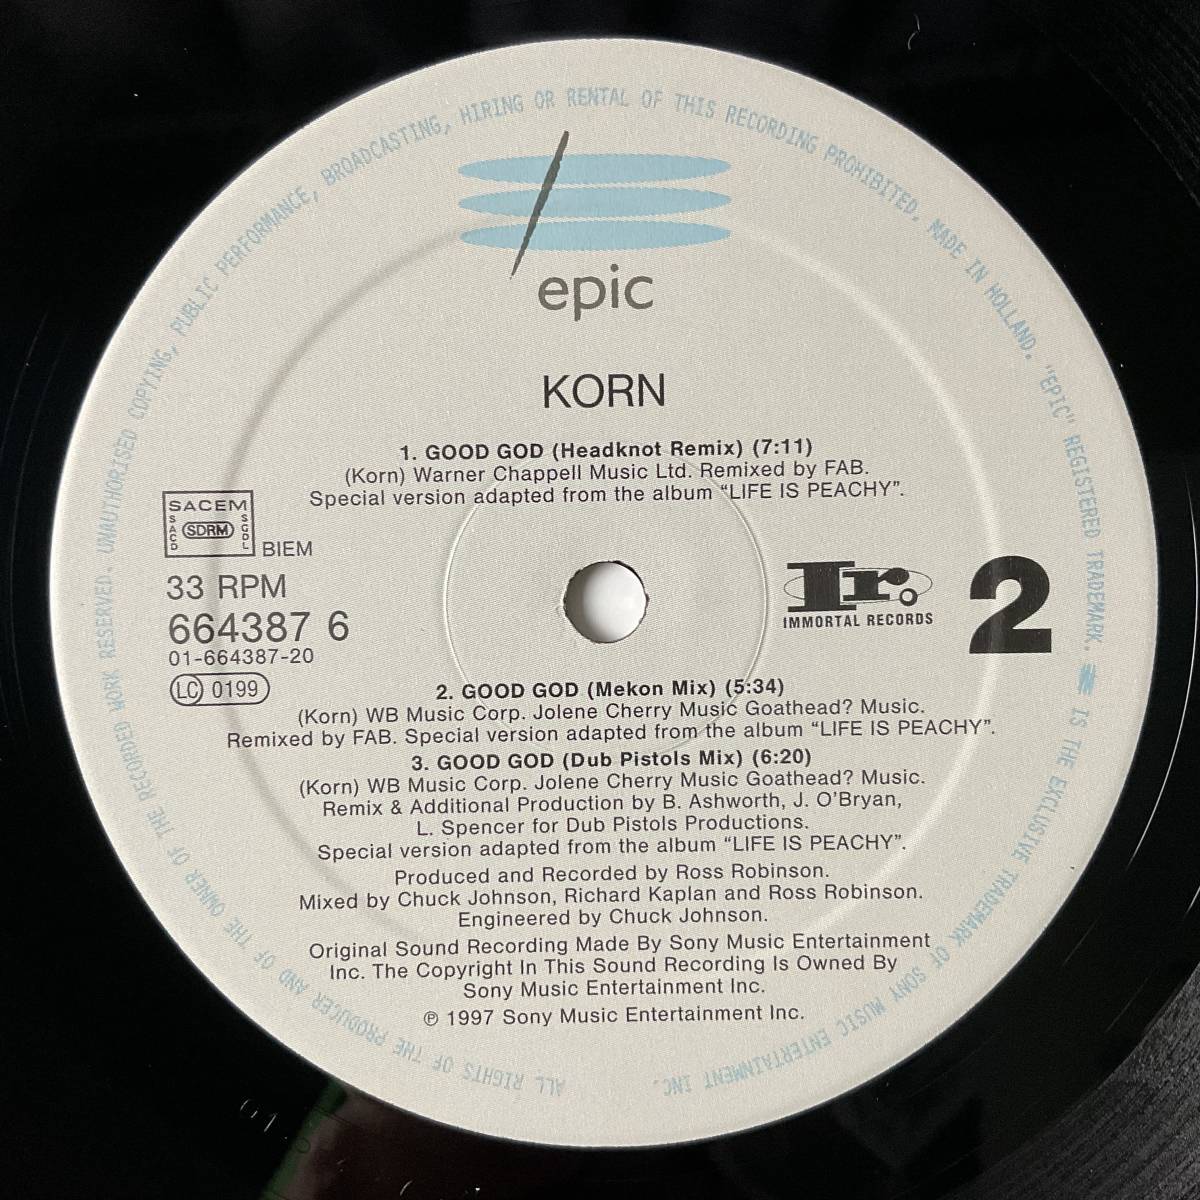 ALL RIGHTS OF THE PRODUCER AND OF THE OWNER OF THE RECORDED WORK RESERVED. UNAUTHORISED COPYING, PUBLIC PERFORMANCE, BROADCASTING, HIRING OR RENTAL OF THIS RECORDING PROHIBITED. MADE IN HOLLAND. "EPIC" REGISTERED TRADEMARK. IS THE EXCLUSIVE TRADEMARK OF SONY MUSIC ENTERTAINMENT INC.
epic
KORN
1. GOOD GOD (Headknot Remix) (7:11)
(Korn) Warner Chappell Music Ltd. Remixed by FAB.
Special version adapted from the album “LIFE IS PEACHY”.
SACEM
SACD
SDRM
SGDL
BIEM
33 RPM
664387 6
01-664387-20
LC 0199
Ir.
IMMORTAL RECORDS
2
2. GOOD GOD (Mekon Mix) (5:34)
(Korn) WB Music Corp. Jolene Cherry Music Goathead? Music.
Remixed by FAB. Special version adapted from the album “LIFE IS PEACHY”.
3. GOOD GOD (Dub Pistols Mix) (6:20)
(Korn) WB Music Corp. Jolene Cherry Music Goathead? Music.
Remix & Additional Production by B. Ashworth, J. O'Bryan,
L. Spencer for Dub Pistols Productions.
Special version adapted from the album “LIFE IS PEACHY”.
Produced and Recorded by Ross Robinson.
Mixed by Chuck Johnson, Richard Kaplan and Ross Robinson.
Engineered by Chuck Johnson.
Original Sound Recording Made By Sony Music Entertainment
Inc. The Copyright In This Sound Recording Is Owned By
Sony Music Entertainment Inc.
℗ 1997 Sony Music Entertainment Inc.